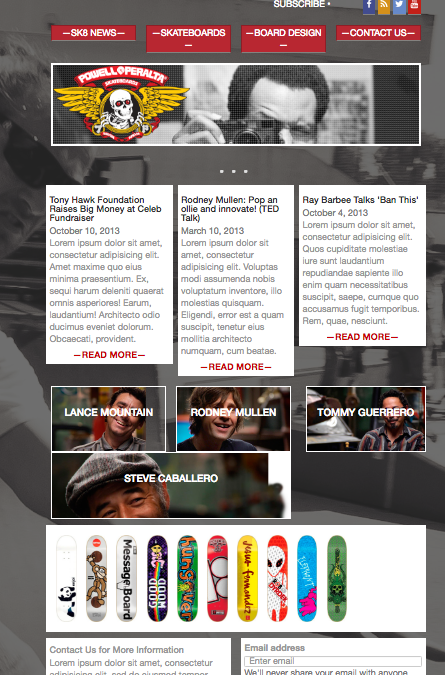 SUBSCRIBE •
—SK8 NEWS—
—SKATEBOARDS
—
—BOARD DESIGN
—
—CONTACT US—
POWELL PERALTA
SKATEBOARDS
Tony Hawk Foundation
Raises Big Money at Celeb
Fundraiser
October 10, 2013
Lorem ipsum dolor sit amet,
consectetur adipisicing elit.
Amet maxime quo eius
minima praesentium. Ex,
sequi harum deleniti quaerat
omnis asperiores! Earum,
laudantium! Architecto odio
ducimus eveniet dolorum.
Obcaecati, provident.
—READ MORE—
Rodney Mullen: Pop an
ollie and innovate! (TED
Talk)
March 10, 2013
Lorem ipsum dolor sit amet,
consectetur adipisicing elit. Voluptas
modi assumenda nobis
voluptatum inventore, illo
molestias quisquam.
Eligendi, error est a quam
suscipit, tenetur eius
mollitia architecto
numquam, cum beatae.
—READ MORE—
Ray Barbee Talks 'Ban This'
October 4, 2013
Lorem ipsum dolor sit amet,
consectetur adipisicing elit.
Quos cupiditate molestiae
iure sunt laudantium
repudiandae sapiente illo
enim quam necessitatibus
suscipit, saepe, cumque quo
accusamus fugit temporibus.
Rem, quae, nesciunt.
—READ MORE—
LANCE MOUNTAIN
RODNEY MULLEN
TOMMY GUERRERO
STEVE CABALLERO
Message Board
hungover
Contact Us for More Information
Lorem ipsum dolor sit amet, consectetur
adipisicing elit, sed do eiusmod tempor
Email address
Enter email
We'll never share your email with anyone